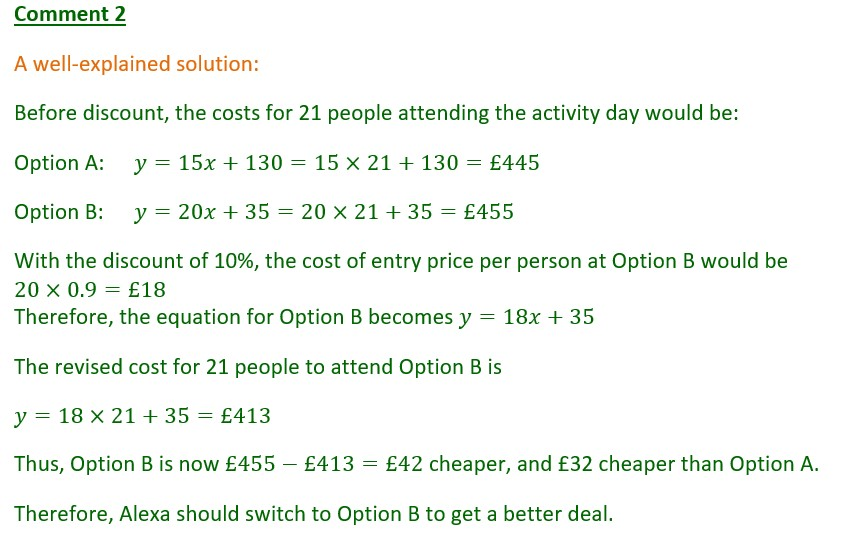 Comment 2
A well-explained solution:
Before discount, the costs for 21 people attending the activity day would be:
Option A: y = 15x + 130 = 15 × 21 + 130 = £445
Option B: y = 20x + 35 = 20 × 21 + 35 = £455
With the discount of 10%, the cost of entry price per person at Option B would be
20 × 0.9 = £18
Therefore, the equation for Option B becomes y = 18x + 35
The revised cost for 21 people to attend Option B is
y = 18 × 21 + 35 = £413
Thus, Option B is now £455 − £413 = £42 cheaper, and £32 cheaper than Option A.
Therefore, Alexa should switch to Option B to get a better deal.